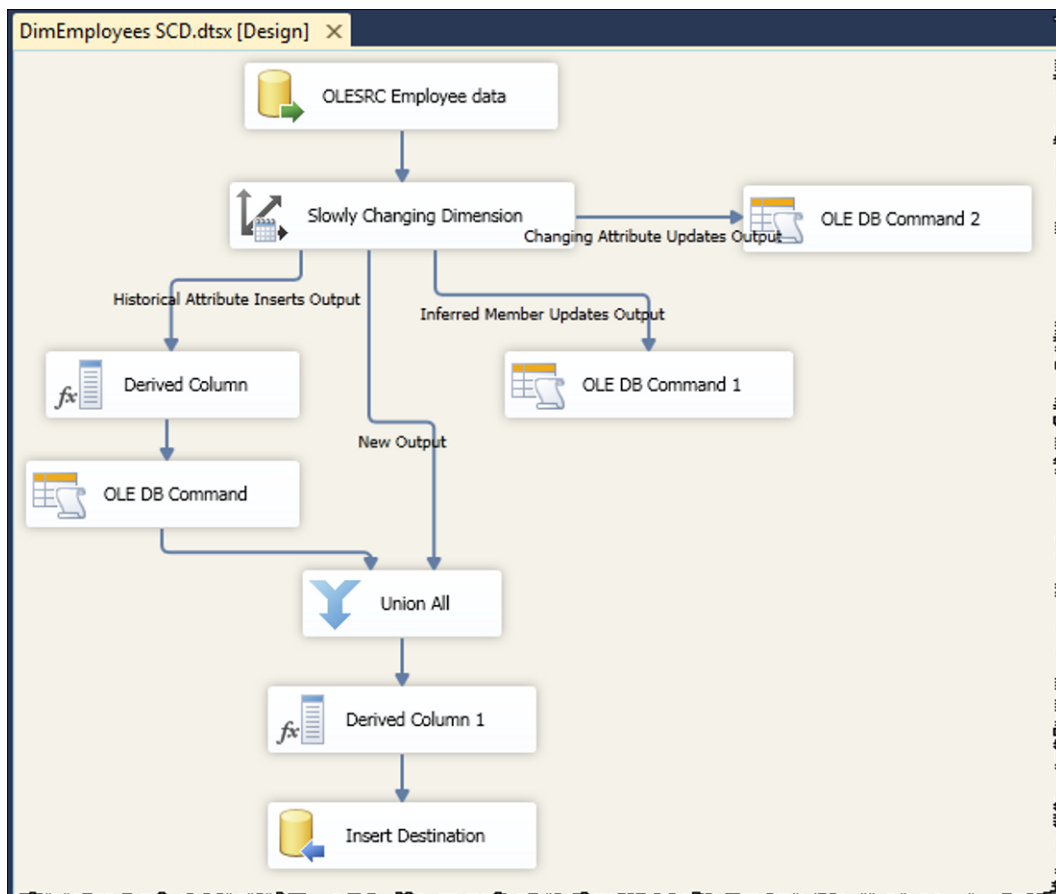 DimEmployees SCD.dtsx [Design]
OLESRC Employee data
Slowly Changing Dimension
OLE DB Command 2
Changing Attribute Updates Output
Historical Attribute Inserts Output
Inferred Member Updates Output
fx
Derived Column
OLE DB Command 1
New Output
OLE DB Command
Union All
fx
Derived Column 1
Insert Destination